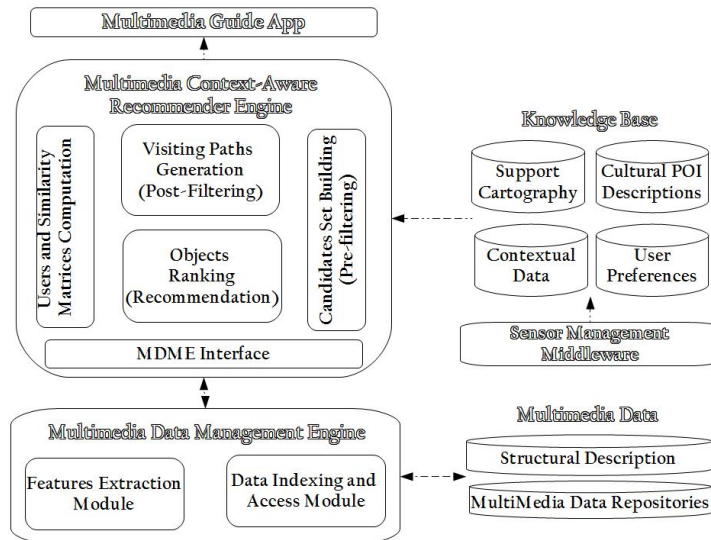 Multimedia Guide App
Multimedia Context-Aware
Recommender Engine
Users and Similarity
Matrices Computation
Visiting Paths
Generation
(Post-Filtering)
Objects
Ranking
(Recommendation)
Candidates Set Building
(Pre-filtering)
MDME Interface
Knowledge Base
Support
Cartography
Cultural POI
Descriptions
Contextual
Data
User
Preferences
Sensor Management
Middleware
Multimedia Data Management Engine
Features Extraction
Module
Data Indexing and
Access Module
Multimedia Data
Structural Description
MultiMedia Data Repositories